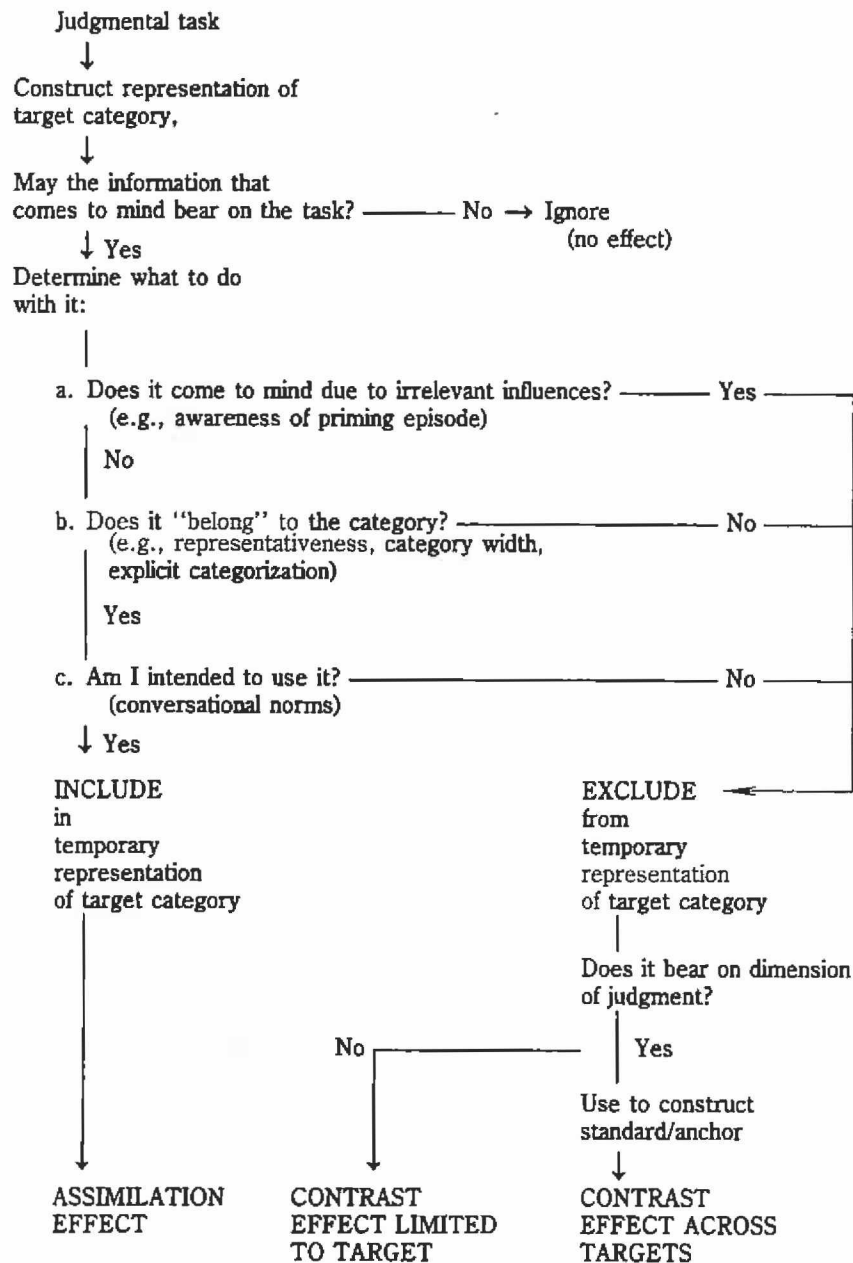 Judgmental task
Construct representation of
target category,
May the information that
comes to mind bear on the task? No → Ignore
(no effect)
Yes
Determine what to do
with it:
a. Does it come to mind due to irrelevant influences? Yes
(e.g., awareness of priming episode)
No
b. Does it "belong" to the category? No
(e.g., representativeness, category width,
explicit categorization)
Yes
c. Am I intended to use it? No
(conversational norms)
Yes
INCLUDE
in
temporary
representation
of target category
EXCLUDE
from
temporary
representation
of target category
Does it bear on dimension
of judgment?
No
Yes
Use to construct
standard/anchor
ASSIMILATION
EFFECT
CONTRAST
EFFECT LIMITED
TO TARGET
CONTRAST
EFFECT ACROSS
TARGETS